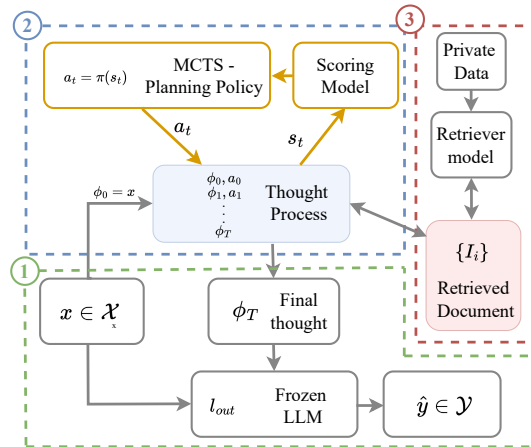 2
3
a_t = π(s_t)
MCTS -
Planning Policy
Scoring
Model
Private
Data
a_t
s_t
Retriever
model
ϕ_0 = x
ϕ_0, a_0
ϕ_1, a_1
.
.
.
ϕ_T
Thought
Process
{I_i}
Retrieved
Document
1
x ∈ 𝒳
x
ϕ_T
Final
thought
l_out
Frozen
LLM
ŷ ∈ 𝒴